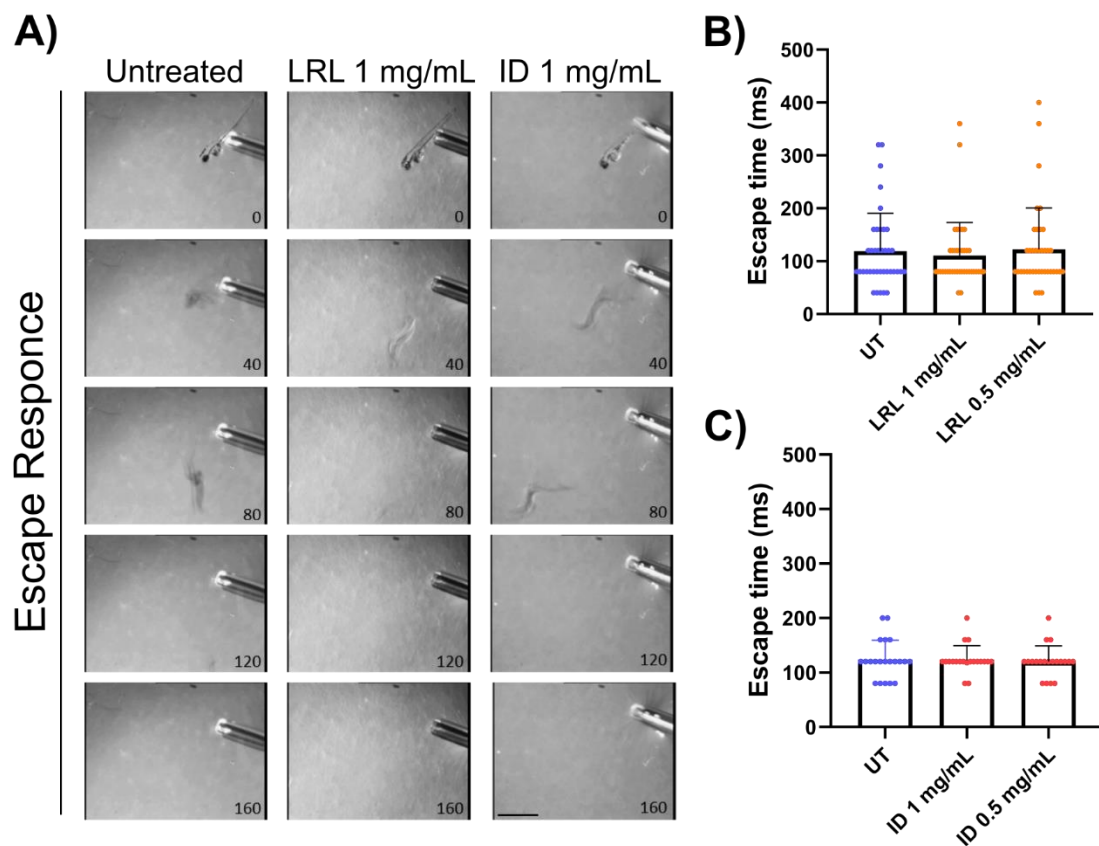 A)
Untreated LRL 1 mg/mL ID 1 mg/mL
Escape Responce
0 0 0
40 40 40
80 80 80
120 120 120
160 160 160
B)
Escape time (ms)
500
400
300
200
100
0
UT
LRL 1 mg/mL
LRL 0.5 mg/mL
C)
Escape time (ms)
500
400
300
200
100
0
UT
ID 1 mg/mL
ID 0.5 mg/mL